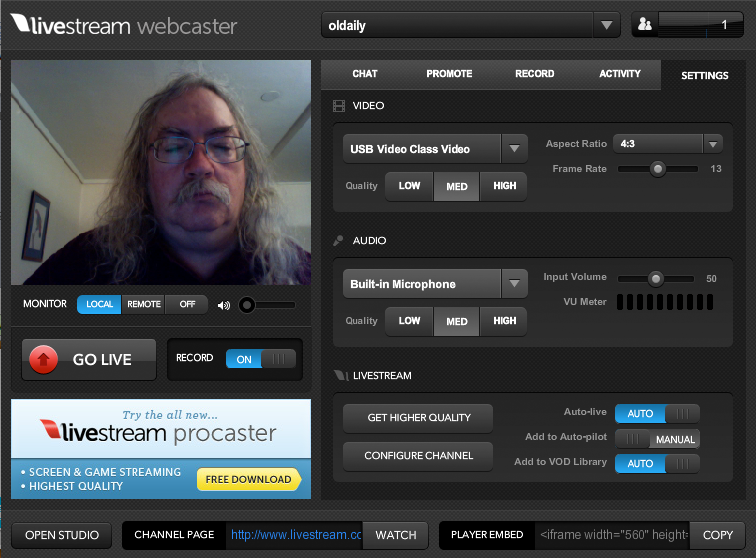 livestream webcaster
oldaily
1
CHAT PROMOTE RECORD ACTIVITY SETTINGS
VIDEO
USB Video Class Video
Aspect Ratio 4:3
Frame Rate 13
Quality LOW MED HIGH
AUDIO
Built-in Microphone
Input Volume 50
VU Meter
Quality LOW MED HIGH
MONITOR LOCAL REMOTE OFF
GO LIVE
RECORD ON
LIVESTREAM
GET HIGHER QUALITY
CONFIGURE CHANNEL
Auto-live AUTO
Add to Auto-pilot MANUAL
Add to VOD Library AUTO
Try the all new...
livestream procaster
• SCREEN & GAME STREAMING
• HIGHEST QUALITY
FREE DOWNLOAD
OPEN STUDIO CHANNEL PAGE http://www.livestream.cc WATCH PLAYER EMBED <iframe width="560" height= COPY